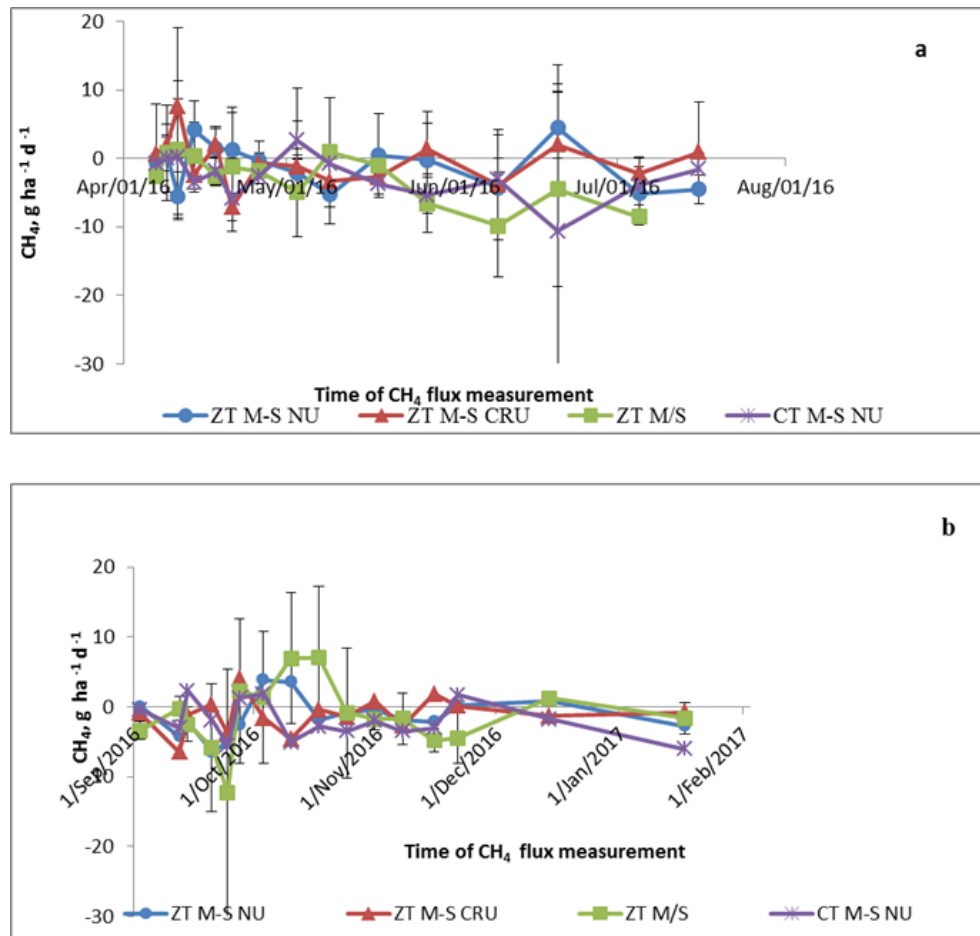 a
20
10
0
-10
-20
-30
CH4, g ha -1 d -1
Apr/01/16 May/01/16 Jun/01/16 Jul/01/16 Aug/01/16
Time of CH4 flux measurement
ZT M-S NU ZT M-S CRU ZT M/S CT M-S NU
b
20
10
0
-10
-20
-30
CH4, g ha -1 d -1
1/Sep/2016 1/Oct/2016 1/Nov/2016 1/Dec/2016 1/Jan/2017 1/Feb/2017
Time of CH4 flux measurement
ZT M-S NU ZT M-S CRU ZT M/S CT M-S NU